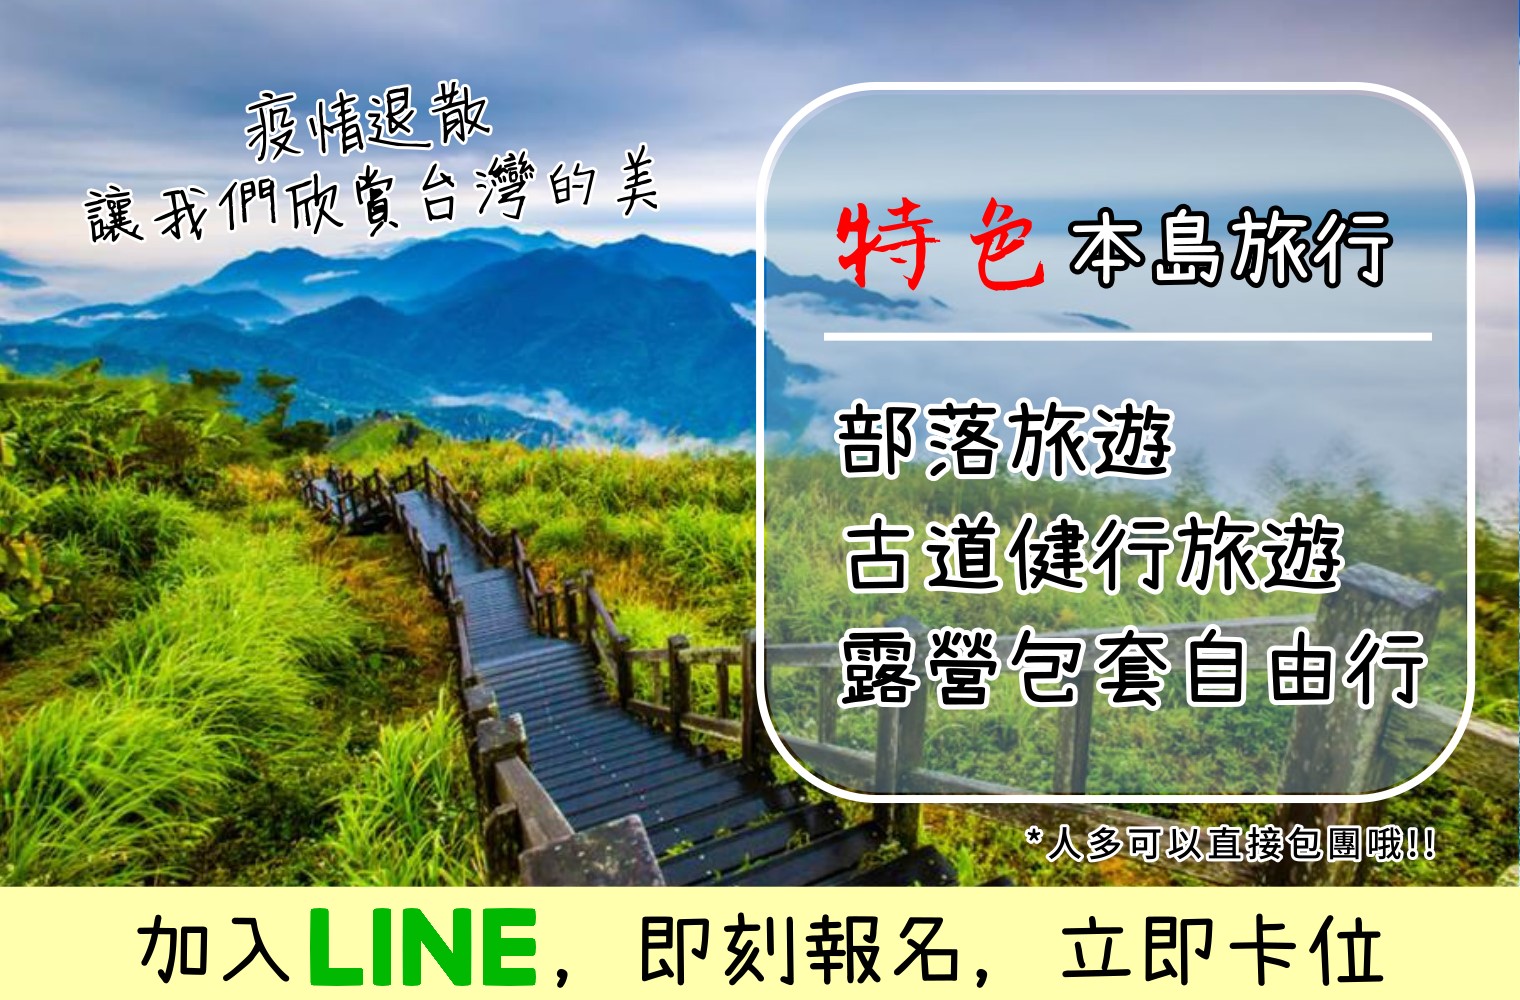 疫情退散
讓我們欣賞台灣的美
特色本島旅行
部落旅遊
古道健行旅遊
露營包套自由行
*人多可以直接包團哦!!
加入LINE，即刻報名，立即卡位